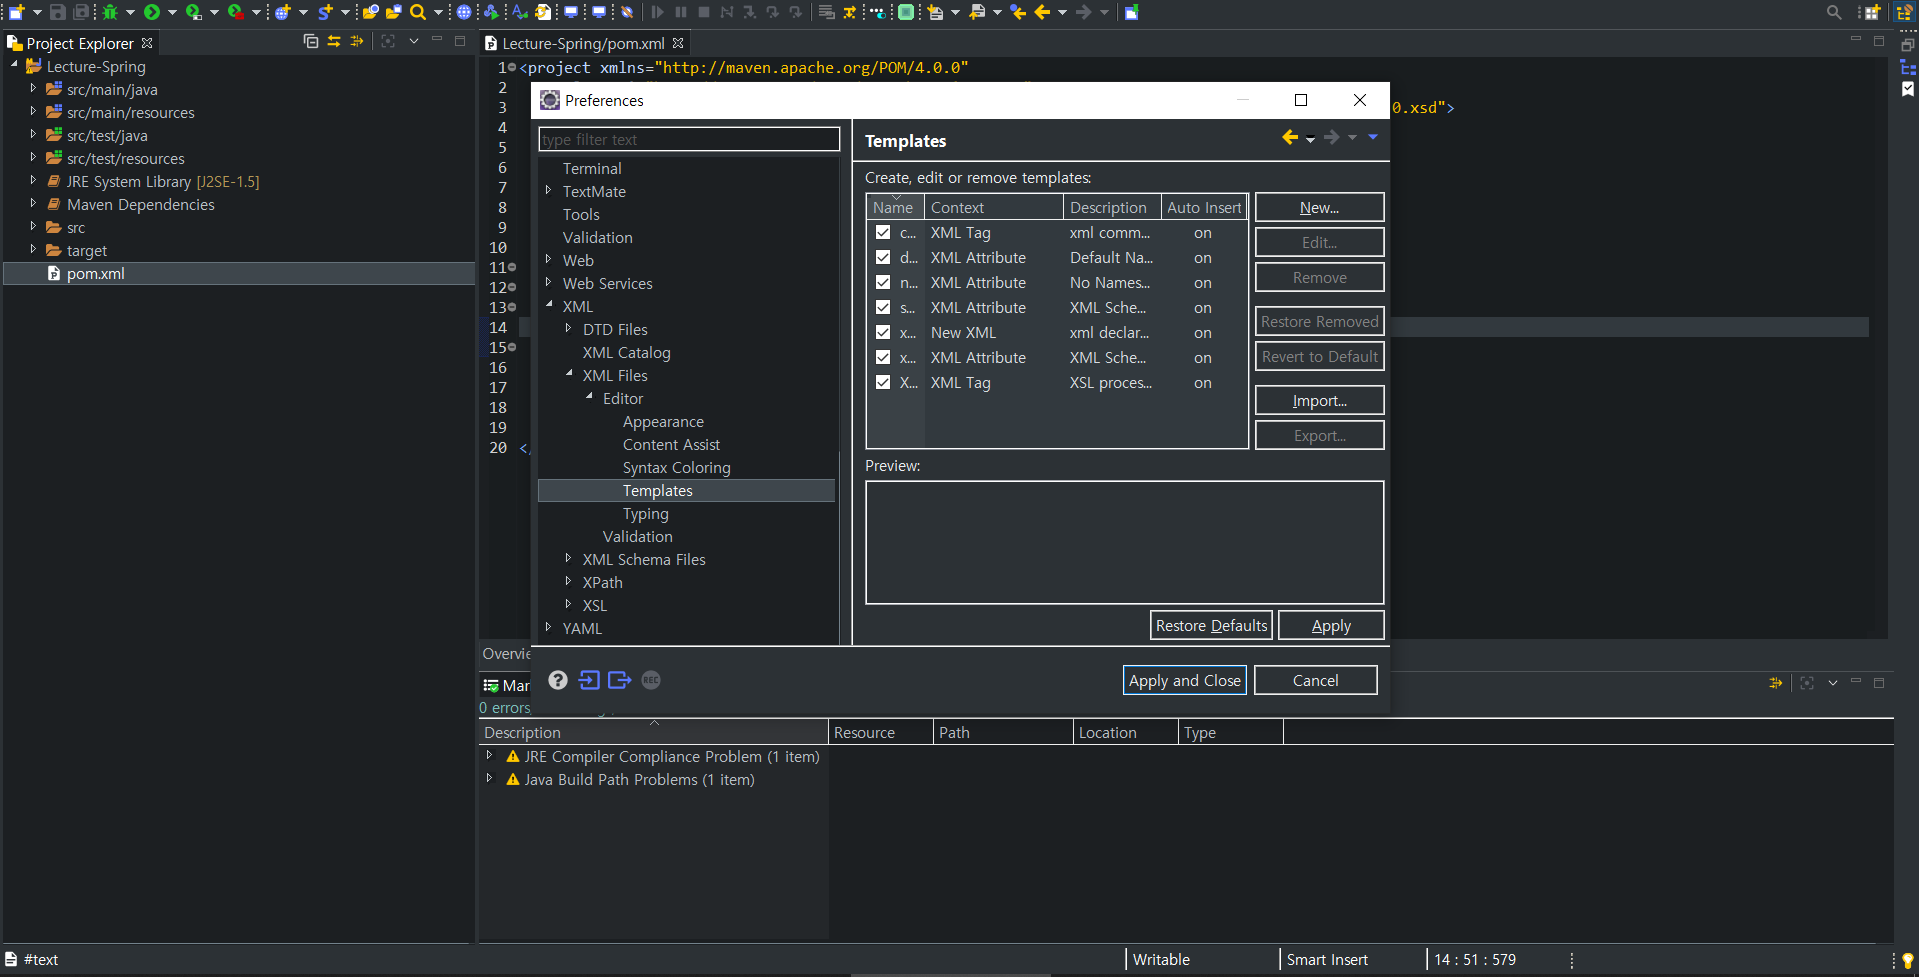 Project Explorer
Lecture-Spring
src/main/java
src/main/resources
src/test/java
src/test/resources
JRE System Library [J2SE-1.5]
Maven Dependencies
src
target
pom.xml
Lecture-Spring/pom.xml
1 <project xmlns="http://maven.apache.org/POM/4.0.0"
2
3 0.xsd">
4
5
6
7
8
9
10
11
12
13
14
15
16
17
18
19
20 <
Preferences
type filter text
Terminal
TextMate
Tools
Validation
Web
Web Services
XML
DTD Files
XML Catalog
XML Files
Editor
Appearance
Content Assist
Syntax Coloring
Templates
Typing
Validation
XML Schema Files
XPath
XSL
YAML
Templates
Create, edit or remove templates:
Name Context Description Auto Insert
c... XML Tag xml comm... on
d... XML Attribute Default Na... on
n... XML Attribute No Names... on
s... XML Attribute XML Sche... on
x... New XML xml declar... on
x... XML Attribute XML Sche... on
X... XML Tag XSL proces... on
New...
Edit...
Remove
Restore Removed
Revert to Default
Import...
Export...
Preview:
Restore Defaults Apply
REC
Apply and Close Cancel
Overvie
Mar
0 errors,
Description Resource Path Location Type
JRE Compiler Compliance Problem (1 item)
Java Build Path Problems (1 item)
#text Writable Smart Insert 14 : 51 : 579